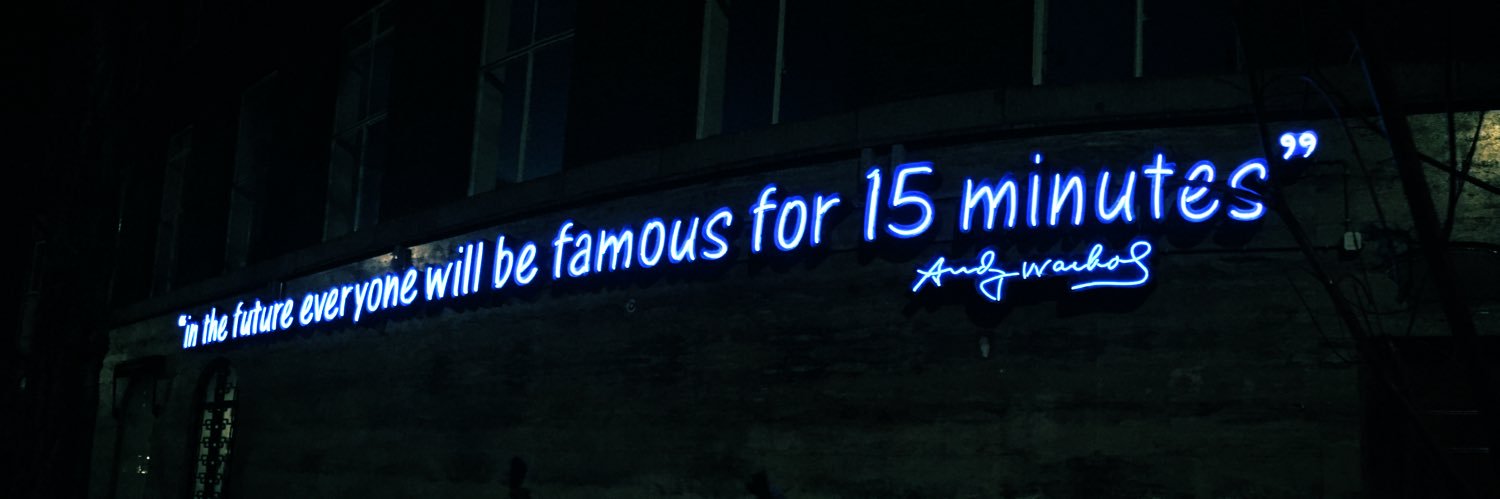 “in the future everyone will be famous for 15 minutes”
Andy Warhol